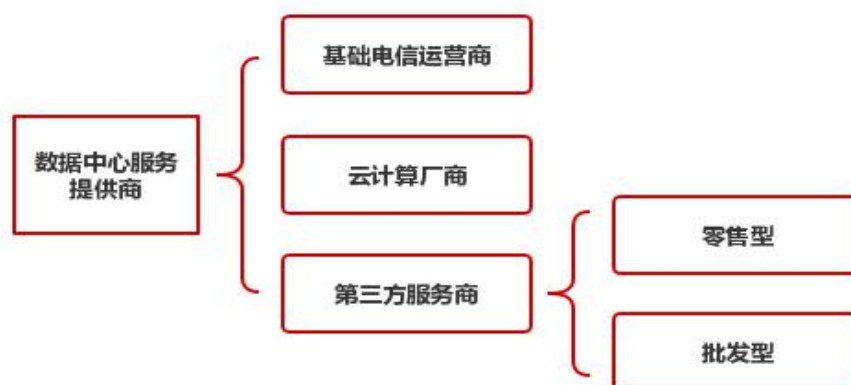 基础电信运营商
数据中心服务
提供商
云计算厂商
零售型
第三方服务商
批发型